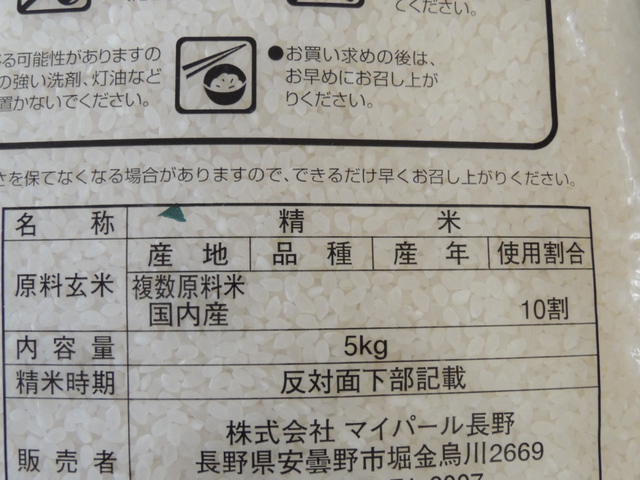 てください。
る可能性がありますの
の強い洗剤、灯油など
置かないでください。
●お買い求めの後は、
お早めにお召し上が
りください。
さを保てなくなる場合がありますので、できるだけ早くお召し上がりください。
名 称 精 米
原料玄米 産 地 品 種 産 年 使用割合
複数原料米
国内産 10割
内容量 5kg
精米時期 反対面下部記載
販売者 株式会社 マイパール長野
長野県安曇野市堀金烏川2669